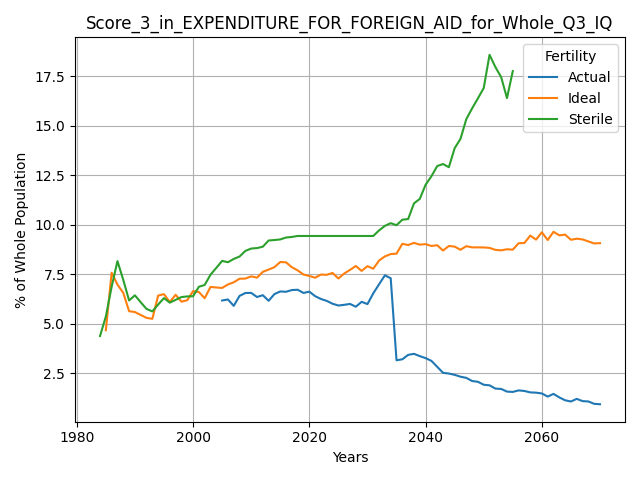 Score_3_in_EXPENDITURE_FOR_FOREIGN_AID_for_Whole_Q3_IQ
Fertility
Actual
Ideal
Sterile
% of Whole Population
17.5
15.0
12.5
10.0
7.5
5.0
2.5
1980
2000
2020
2040
2060
Years